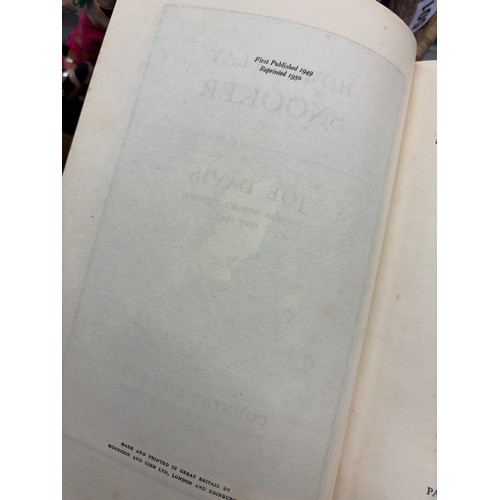 First Published 1949
Reprinted 1950
SNOOKER
JOE DAVIS
MADE AND PRINTED IN GREAT BRITAIN BY
MORRISON AND GIBB LTD., LONDON AND EDINBURGH
PA